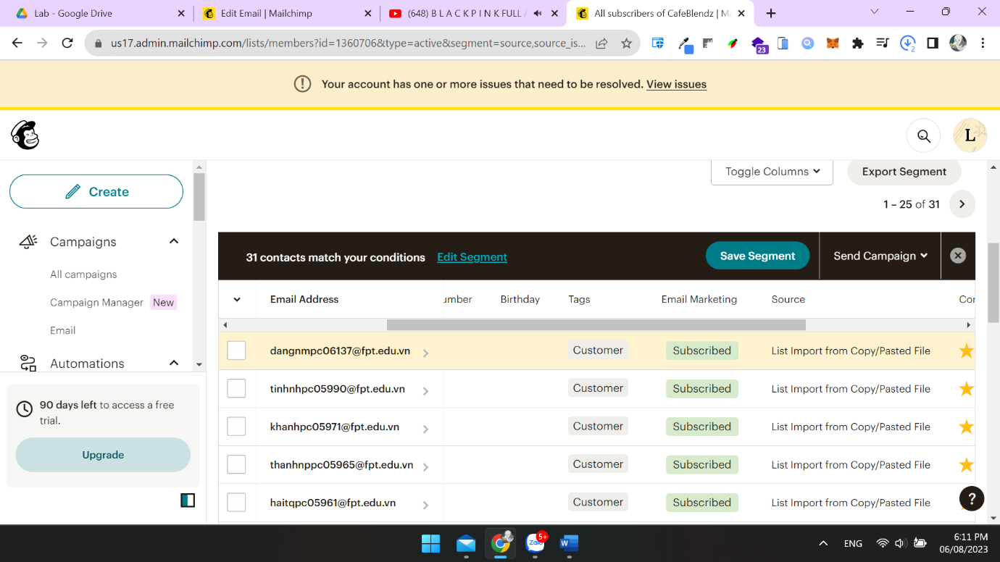 Lab - Google Drive
Edit Email | Mailchimp
(648) B L A C K P I N K FULL
All subscribers of CafeBlendz | M
us17.admin.mailchimp.com/lists/members?id=1360706&type=active&segment=source,source_is...
23
2
Your account has one or more issues that need to be resolved. View issues
L
Create
Toggle Columns
Export Segment
1 – 25 of 31
Campaigns
All campaigns
Campaign Manager New
Email
Automations
31 contacts match your conditions Edit Segment
Save Segment
Send Campaign
Email Address
umber
Birthday
Tags
Email Marketing
Source
Cor
dangnmpc06137@fpt.edu.vn Customer Subscribed List Import from Copy/Pasted File
tinhnhpc05990@fpt.edu.vn Customer Subscribed List Import from Copy/Pasted File
khanhpc05971@fpt.edu.vn Customer Subscribed List Import from Copy/Pasted File
thanhnppc05965@fpt.edu.vn Customer Subscribed List Import from Copy/Pasted File
haitqpc05961@fpt.edu.vn Customer Subscribed List Import from Copy/Pasted File
90 days left to access a free
trial.
Upgrade
?
Zalo
5+
W
ENG
6:11 PM
06/08/2023